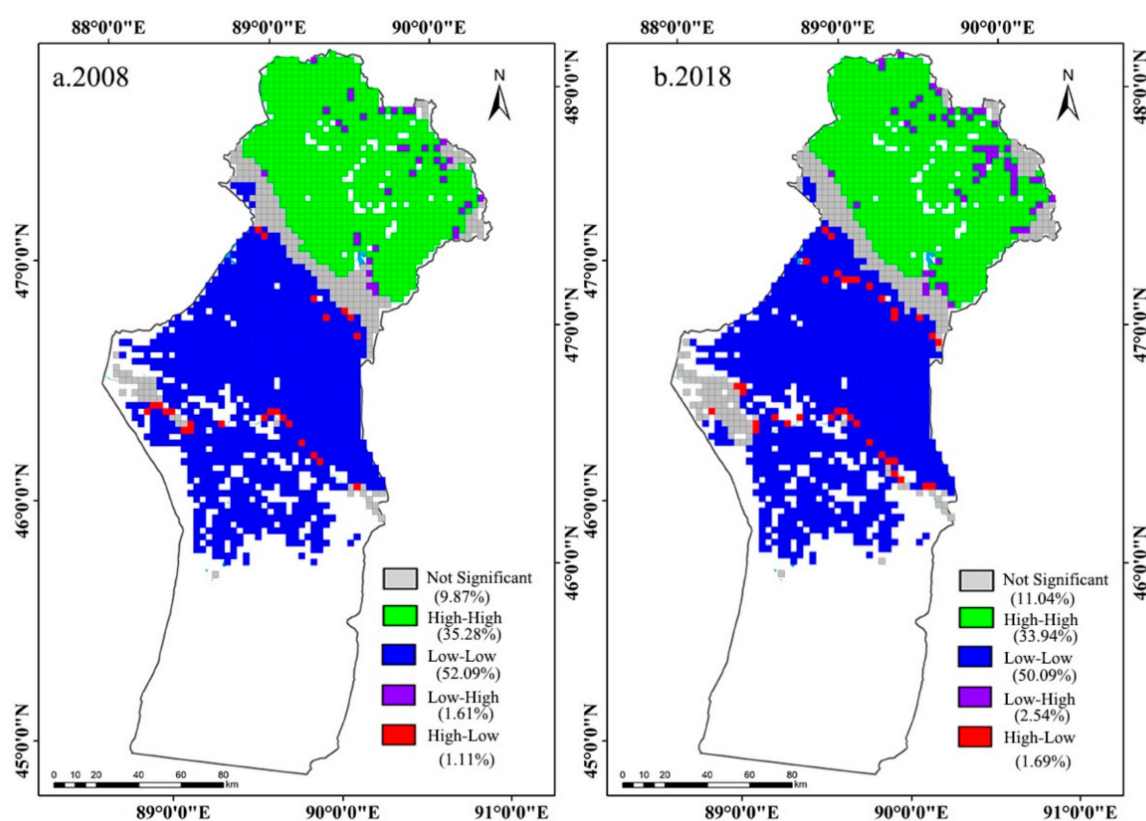 88°0'0"E 89°0'0"E 90°0'0"E
a.2008
N
48°0'0"N
47°0'0"N
47°0'0"N
46°0'0"N
46°0'0"N
45°0'0"N
Not Significant
(9.87%)
High-High
(35.28%)
Low-Low
(52.09%)
Low-High
(1.61%)
High-Low
(1.11%)
0 10 20 40 60 80
km
89°0'0"E 90°0'0"E 91°0'0"E
88°0'0"E 89°0'0"E 90°0'0"E
b.2018
N
48°0'0"N
47°0'0"N
47°0'0"N
46°0'0"N
46°0'0"N
45°0'0"N
Not Significant
(11.04%)
High-High
(33.94%)
Low-Low
(50.09%)
Low-High
(2.54%)
High-Low
(1.69%)
0 10 20 40 60 80
km
89°0'0"E 90°0'0"E 91°0'0"E